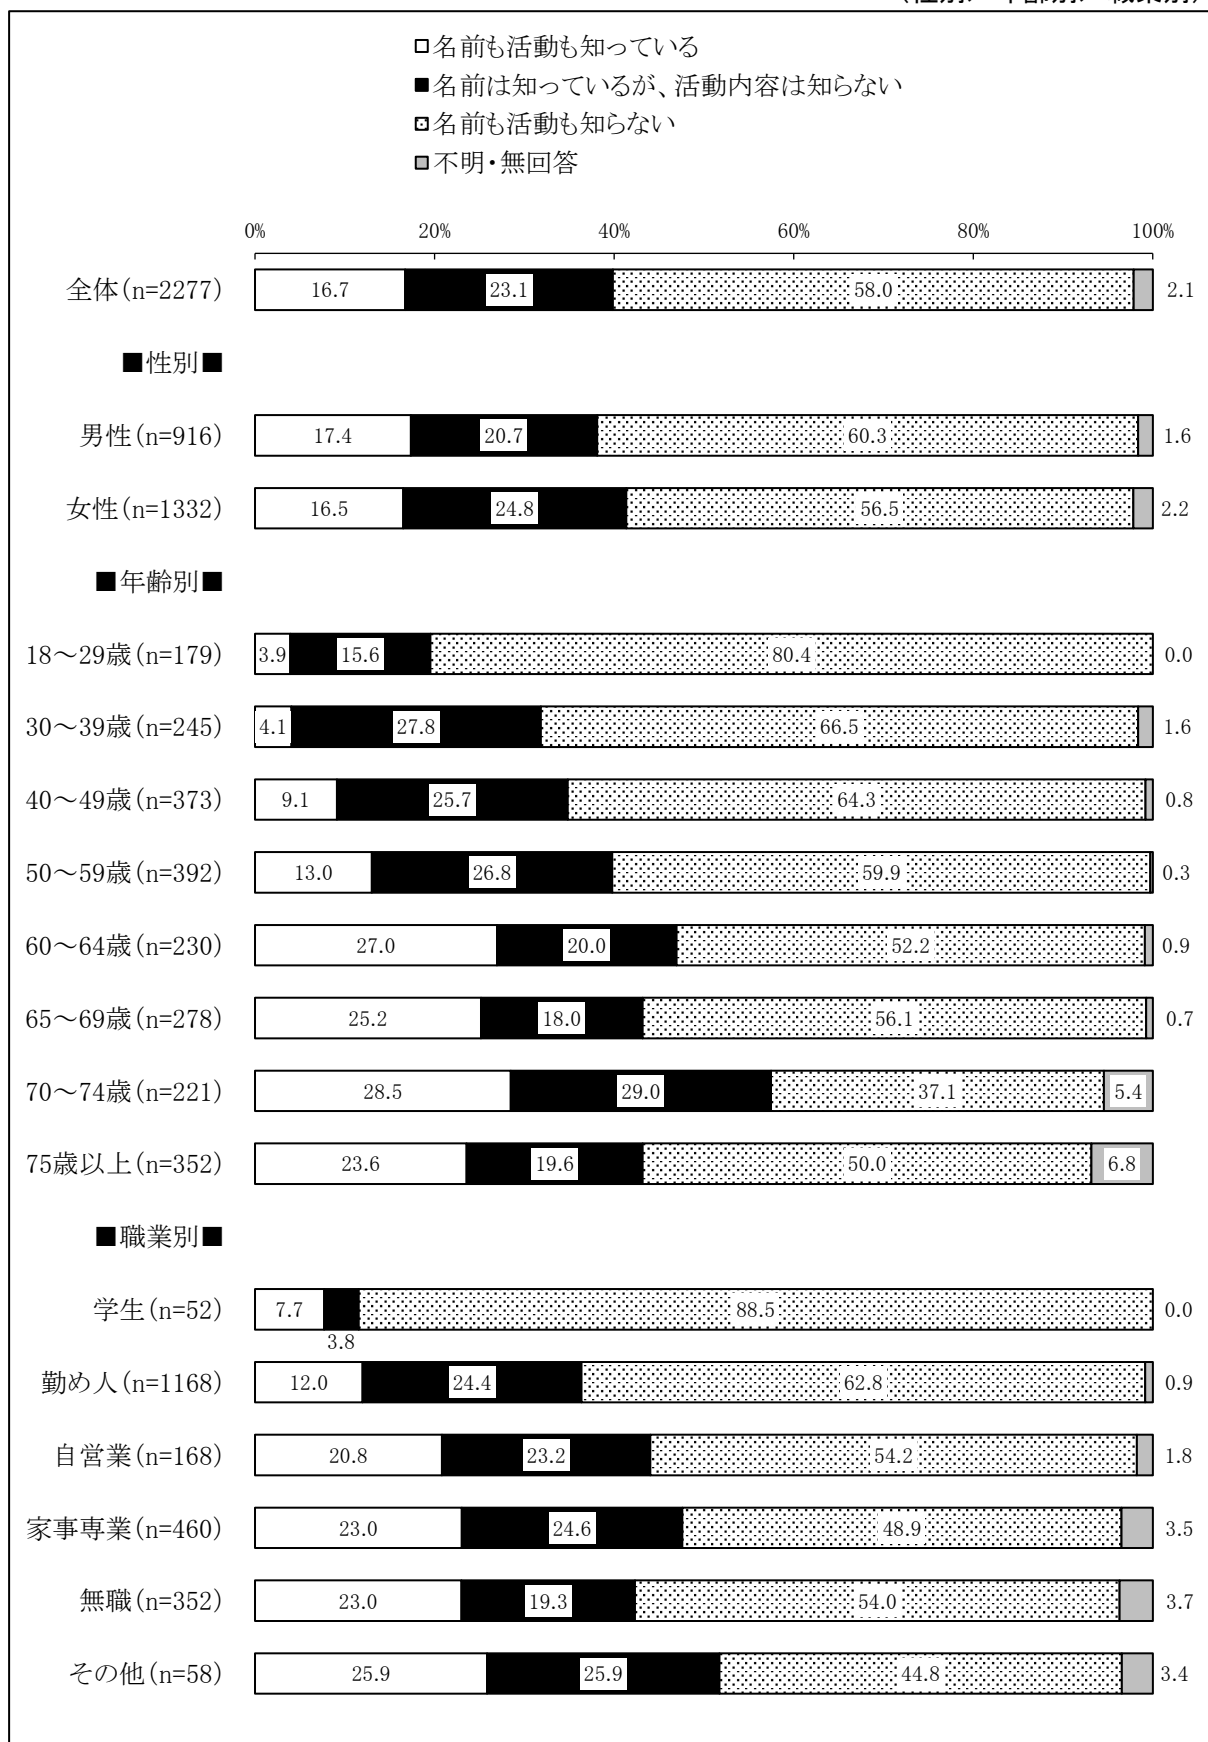 □名前も活動も知っている
■名前は知っているが、活動内容は知らない
名前も活動も知らない
不明・無回答
0% 20% 40% 60% 80% 100%
全体(n=2277) 16.7 23.1 58.0 2.1
■性別■
男性(n=916) 17.4 20.7 60.3 1.6
女性(n=1332) 16.5 24.8 56.5 2.2
■年齢別■
18～29歳(n=179) 3.9 15.6 80.4 0.0
30～39歳(n=245) 4.1 27.8 66.5 1.6
40～49歳(n=373) 9.1 25.7 64.3 0.8
50～59歳(n=392) 13.0 26.8 59.9 0.3
60～64歳(n=230) 27.0 20.0 52.2 0.9
65～69歳(n=278) 25.2 18.0 56.1 0.7
70～74歳(n=221) 28.5 29.0 37.1 5.4
75歳以上(n=352) 23.6 19.6 50.0 6.8
■職業別■
学生(n=52) 7.7 3.8 88.5 0.0
勤め人(n=1168) 12.0 24.4 62.8 0.9
自営業(n=168) 20.8 23.2 54.2 1.8
家事専業(n=460) 23.0 24.6 48.9 3.5
無職(n=352) 23.0 19.3 54.0 3.7
その他(n=58) 25.9 25.9 44.8 3.4